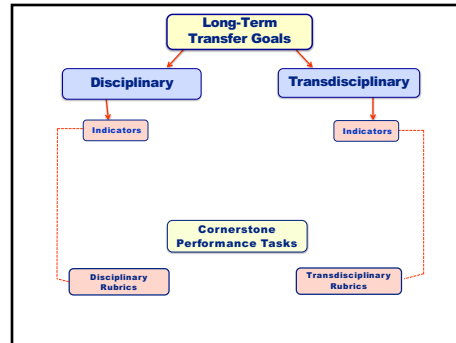 Long-Term
Transfer Goals
Disciplinary
Transdisciplinary
Indicators
Indicators
Cornerstone
Performance Tasks
Disciplinary
Rubrics
Transdisciplinary
Rubrics